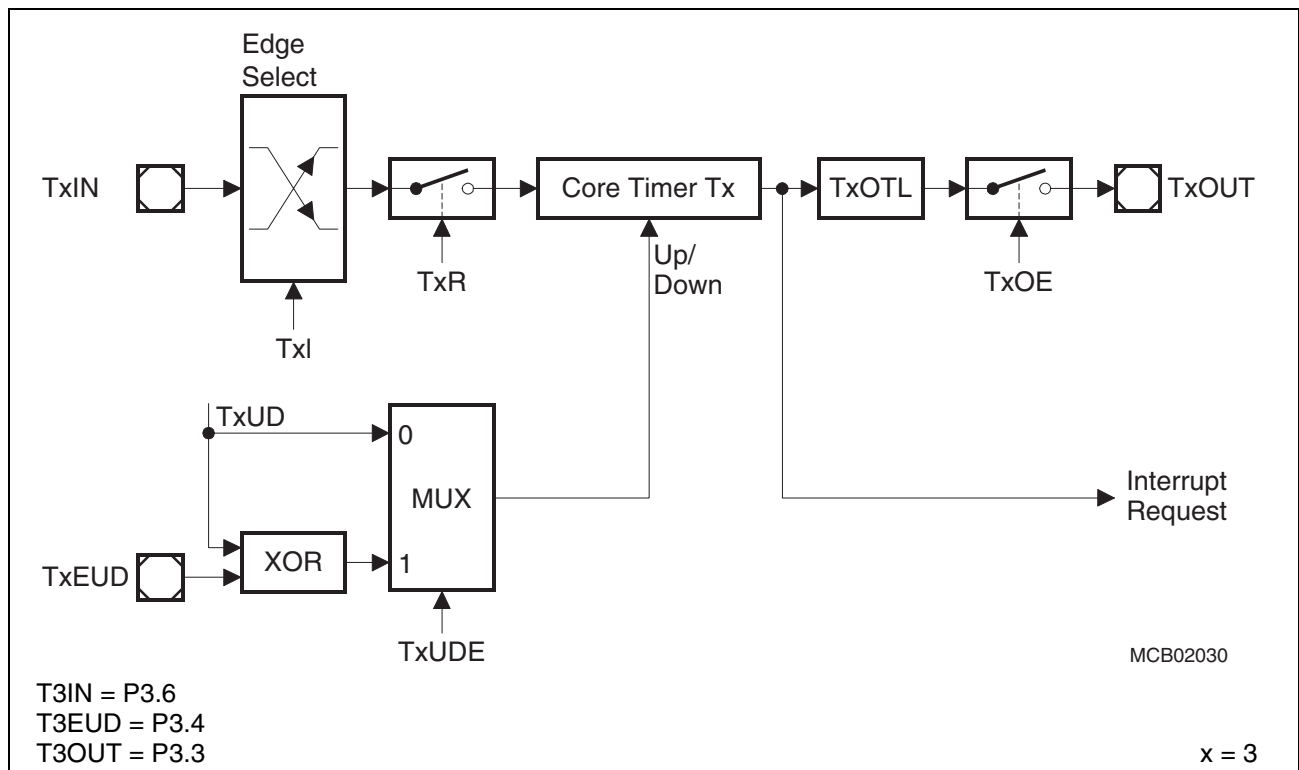 Edge
Select
TxIN
Core Timer Tx
TxOTL
TxOUT
TxR
Up/
Down
TxOE
TxI
TxUD
0
MUX
Interrupt
Request
TxEUD
XOR
1
TxUDE
MCB02030
T3IN = P3.6
T3EUD = P3.4
T3OUT = P3.3
x = 3